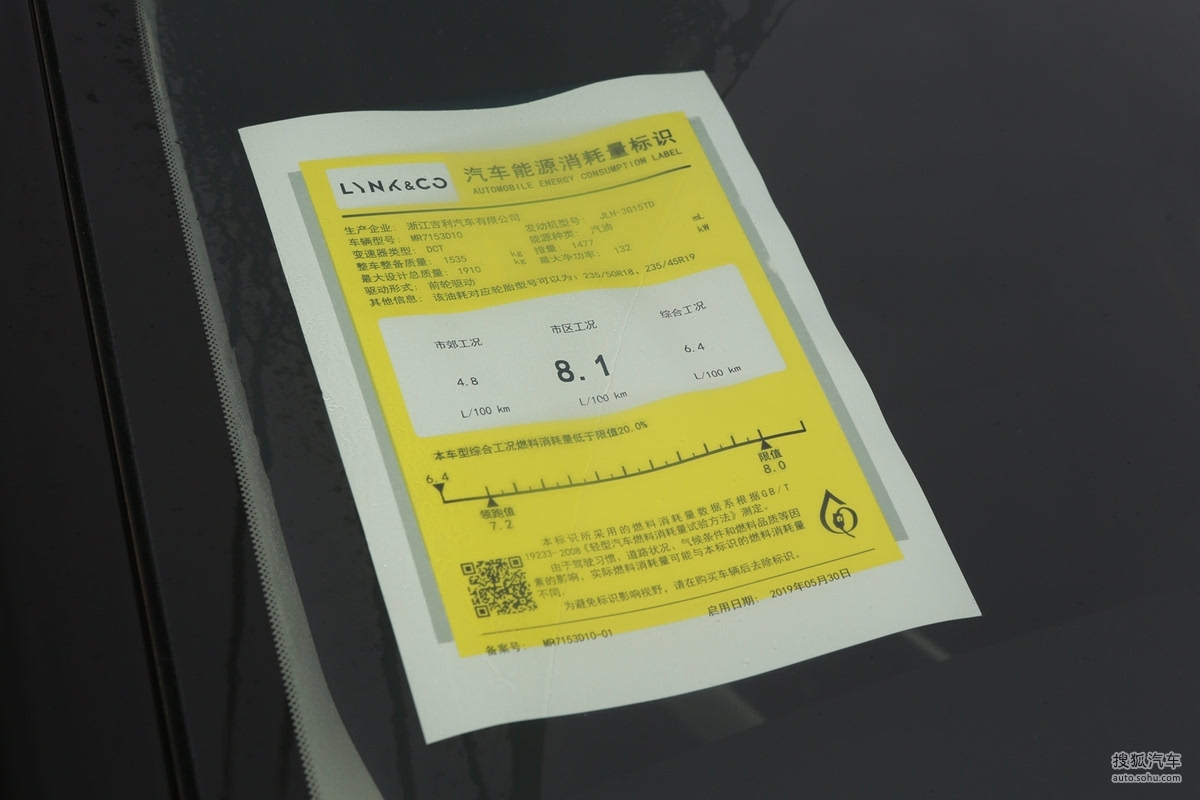 LYNK&CO
汽车能源消耗量标识
AUTOMOBILE ENERGY CONSUMPTION LABEL
生产企业： 浙江吉利汽车有限公司
车辆型号： MR7153D10 发动机型号： JLH-3G15TD
变速器类型： DCT 能源种类： 汽油
整车整备质量： 1535 kg 排量： 1477 mL
最大设计总质量： 1910 kg 最大净功率： 132 kW
驱动形式： 前轮驱动
其他信息： 该油耗对应轮胎型号可以为：235/50R18、235/45R19
市郊工况 市区工况 综合工况
4.8 8.1 6.4
L/100 km L/100 km L/100 km
本车型综合工况燃料消耗量低于限值20.0%
6.4
领跑值 限值
7.2 8.0
本标识所采用的燃料消耗量数据系根据GB/T
19233-2008《轻型汽车燃料消耗量试验方法》测定。
由于驾驶习惯、道路状况、气候条件和燃料品质等因
素的影响，实际燃料消耗量可能与本标识的燃料消耗量
不同。
为避免标识影响视野，请在购买车辆后去除标识。
备案号： MR7153D10-01 启用日期： 2019年05月30日
搜狐汽车
auto.sohu.com